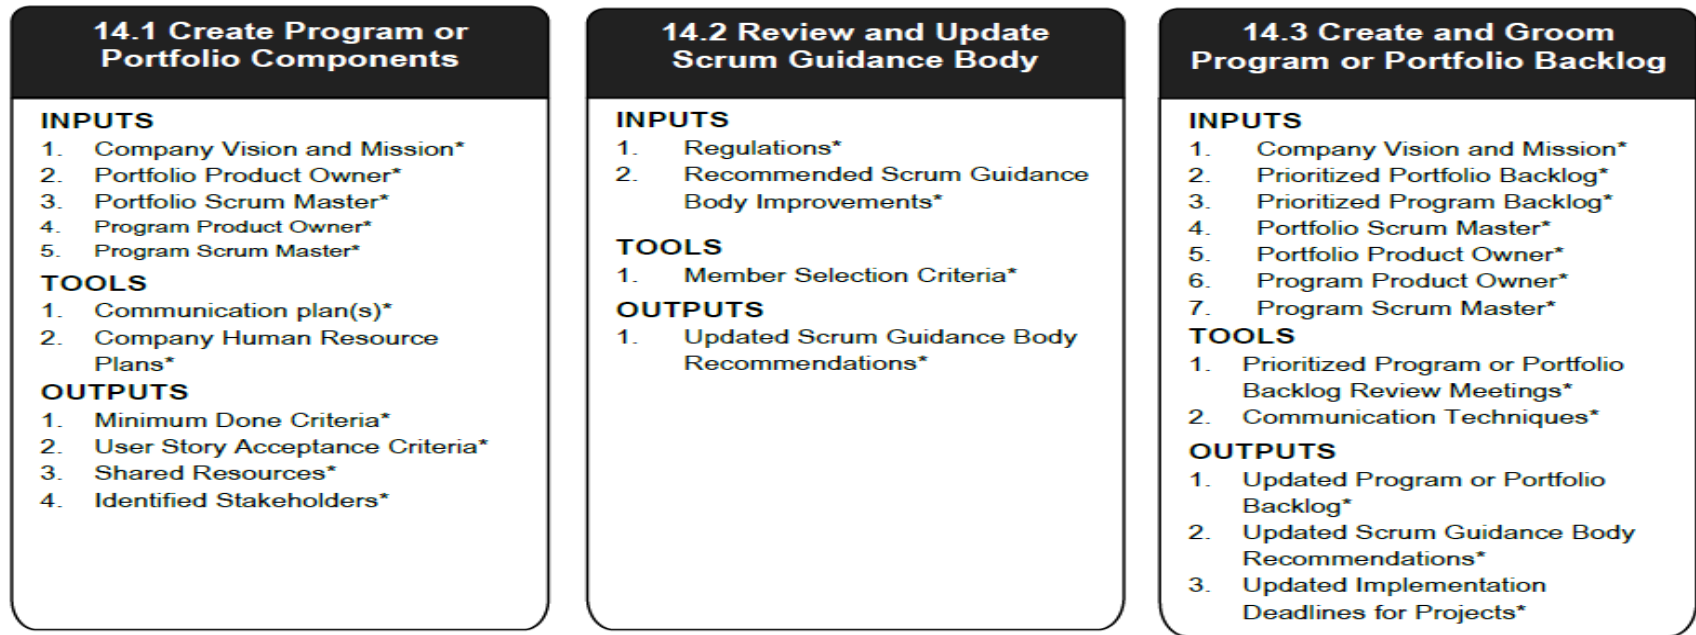 14.1 Create Program or
Portfolio Components
INPUTS
1. Company Vision and Mission*
2. Portfolio Product Owner*
3. Portfolio Scrum Master*
4. Program Product Owner*
5. Program Scrum Master*
TOOLS
1. Communication plan(s)*
2. Company Human Resource
Plans*
OUTPUTS
1. Minimum Done Criteria*
2. User Story Acceptance Criteria*
3. Shared Resources*
4. Identified Stakeholders*
14.2 Review and Update
Scrum Guidance Body
INPUTS
1. Regulations*
2. Recommended Scrum Guidance
Body Improvements*
TOOLS
1. Member Selection Criteria*
OUTPUTS
1. Updated Scrum Guidance Body
Recommendations*
14.3 Create and Groom
Program or Portfolio Backlog
INPUTS
1. Company Vision and Mission*
2. Prioritized Portfolio Backlog*
3. Prioritized Program Backlog*
4. Portfolio Scrum Master*
5. Portfolio Product Owner*
6. Program Product Owner*
7. Program Scrum Master*
TOOLS
1. Prioritized Program or Portfolio
Backlog Review Meetings*
2. Communication Techniques*
OUTPUTS
1. Updated Program or Portfolio
Backlog*
2. Updated Scrum Guidance Body
Recommendations*
3. Updated Implementation
Deadlines for Projects*